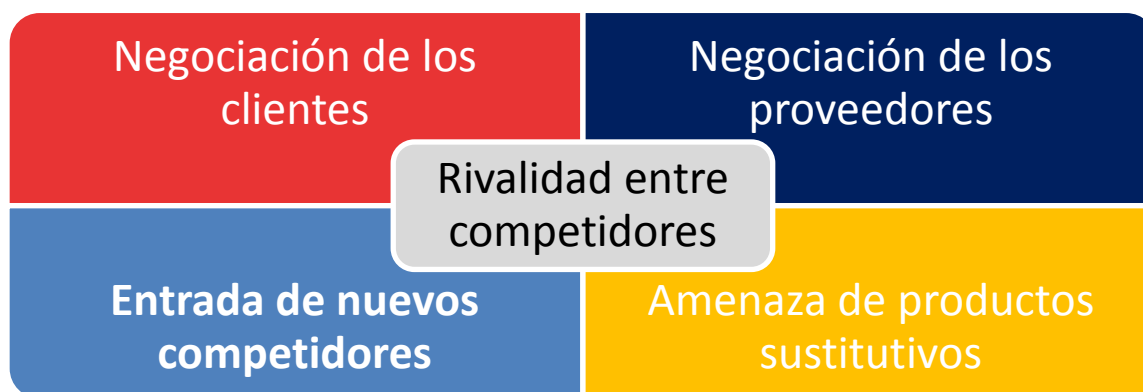 Negociación de los
clientes
Negociación de los
proveedores
Rivalidad entre
competidores
Entrada de nuevos
competidores
Amenaza de productos
sustitutivos